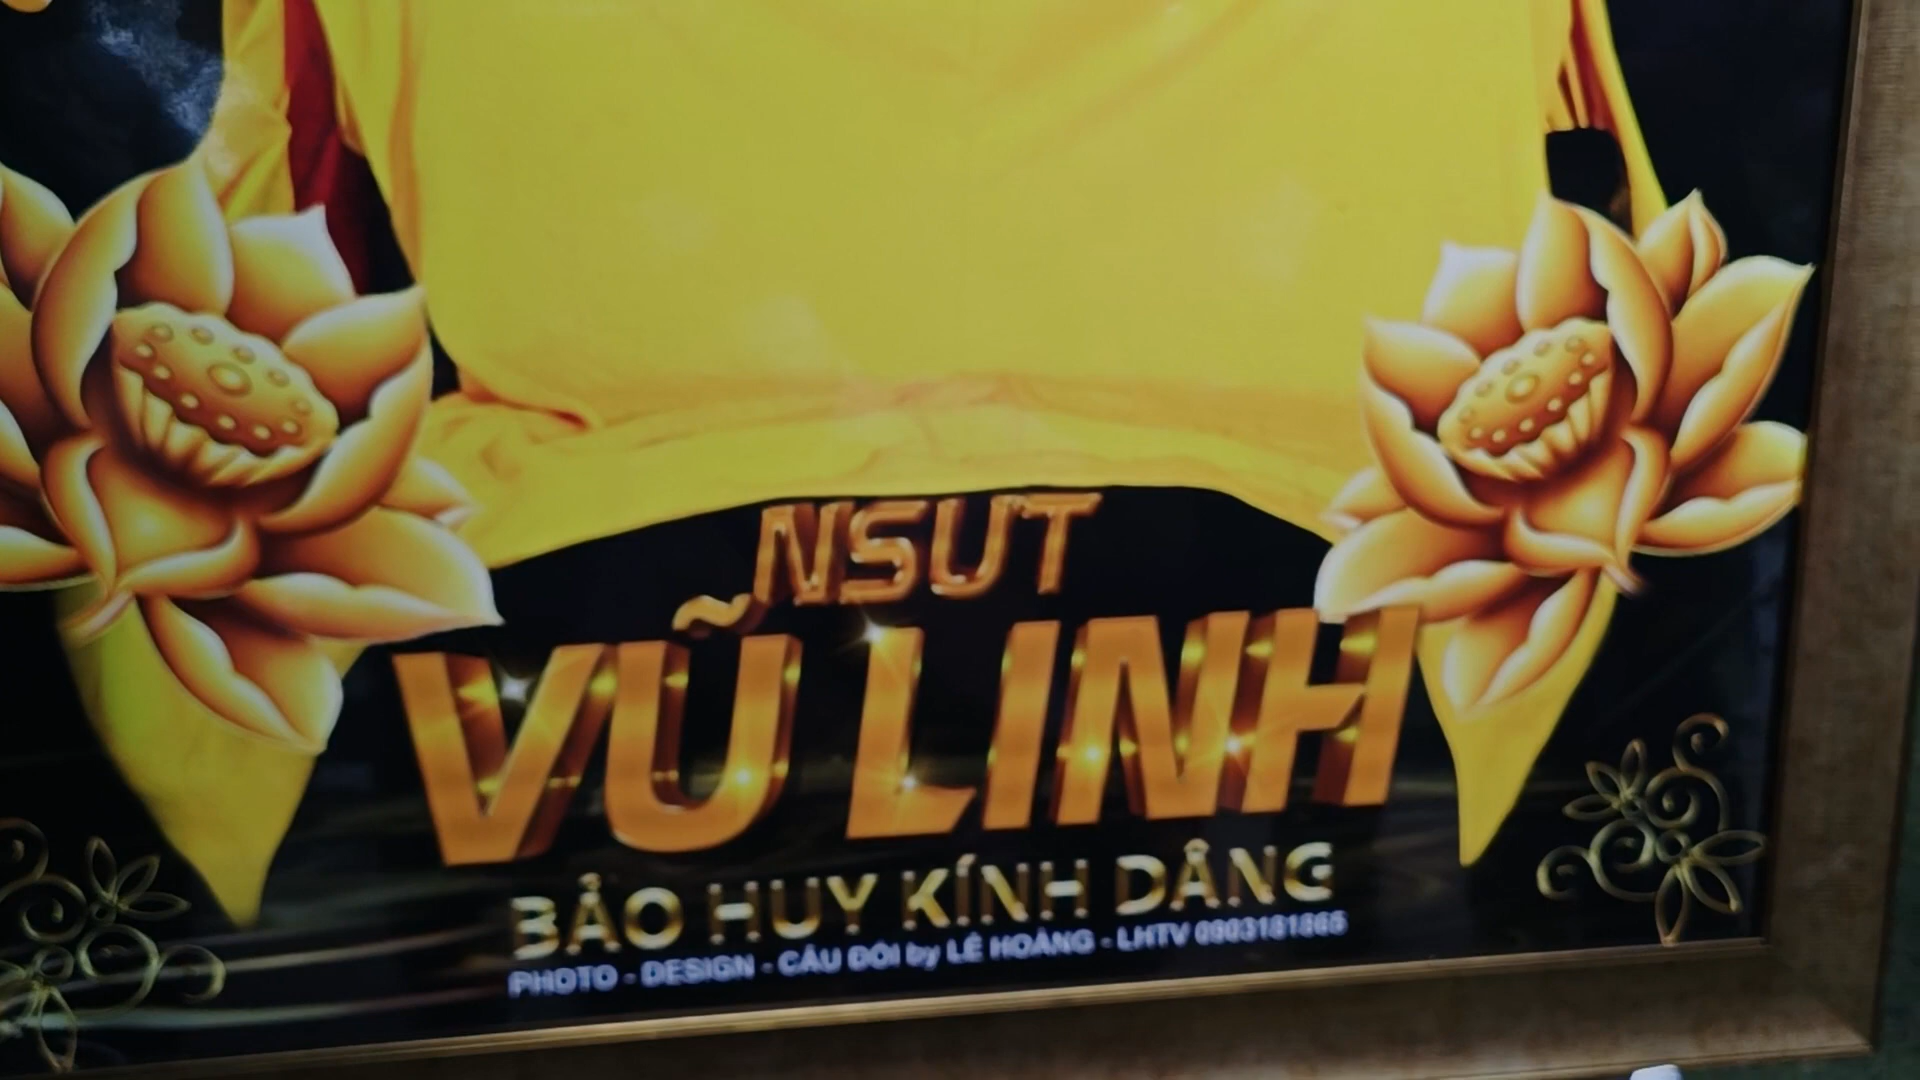 NSUT
VŨ LINH
BẢO HUY KÍNH DÂNG
PHOTO - DESIGN - CÂU ĐỐI by LÊ HOÀNG - LHTV 0903181865